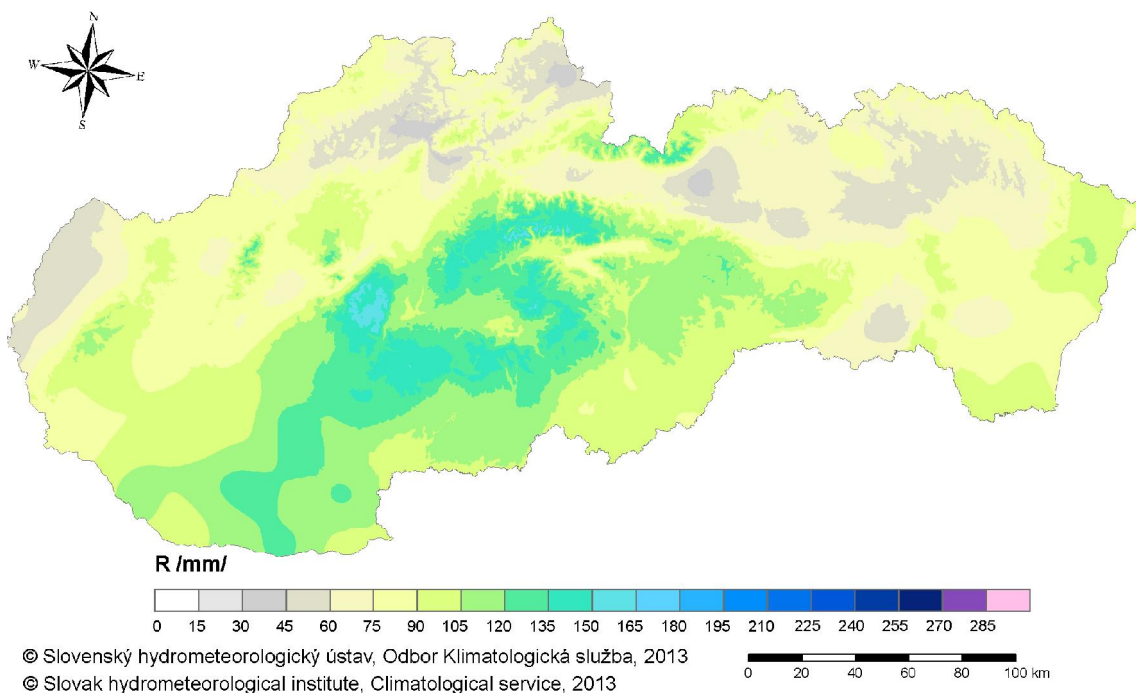 N
W E
S
R /mm/
0 15 30 45 60 75 90 105 120 135 150 165 180 195 210 225 240 255 270 285
© Slovenský hydrometeorologický ústav, Odbor Klimatologická služba, 2013
0 20 40 60 80 100 km
© Slovak hydrometeorological institute, Climatological service, 2013